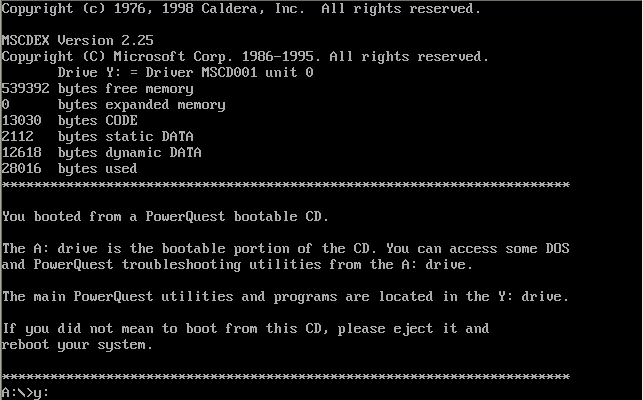 Copyright (c) 1976, 1998 Caldera, Inc.  All rights reserved.
MSCDEX Version 2.25
Copyright (C) Microsoft Corp. 1986-1995. All rights reserved.
       Drive Y: = Driver MSCD001 unit 0
539392 bytes free memory
0      bytes expanded memory
13030  bytes CODE
2112   bytes static DATA
12618  bytes dynamic DATA
28016  bytes used
************************************************************************
You booted from a PowerQuest bootable CD.
The A: drive is the bootable portion of the CD. You can access some DOS
and PowerQuest troubleshooting utilities from the A: drive.
The main PowerQuest utilities and programs are located in the Y: drive.
If you did not mean to boot from this CD, please eject it and
reboot your system.
************************************************************************
A:\>y: